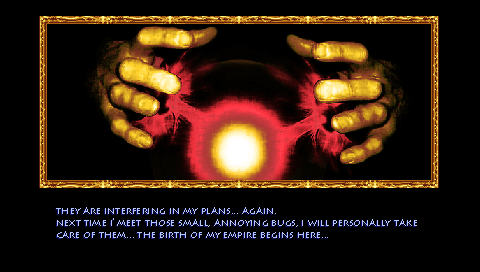 THEY ARE INTERFERING IN MY PLANS... AGAIN.
NEXT TIME I MEET THOSE SMALL, ANNOYING BUGS, I WILL PERSONALLY TAKE
CARE OF THEM... THE BIRTH OF MY EMPIRE BEGINS HERE...